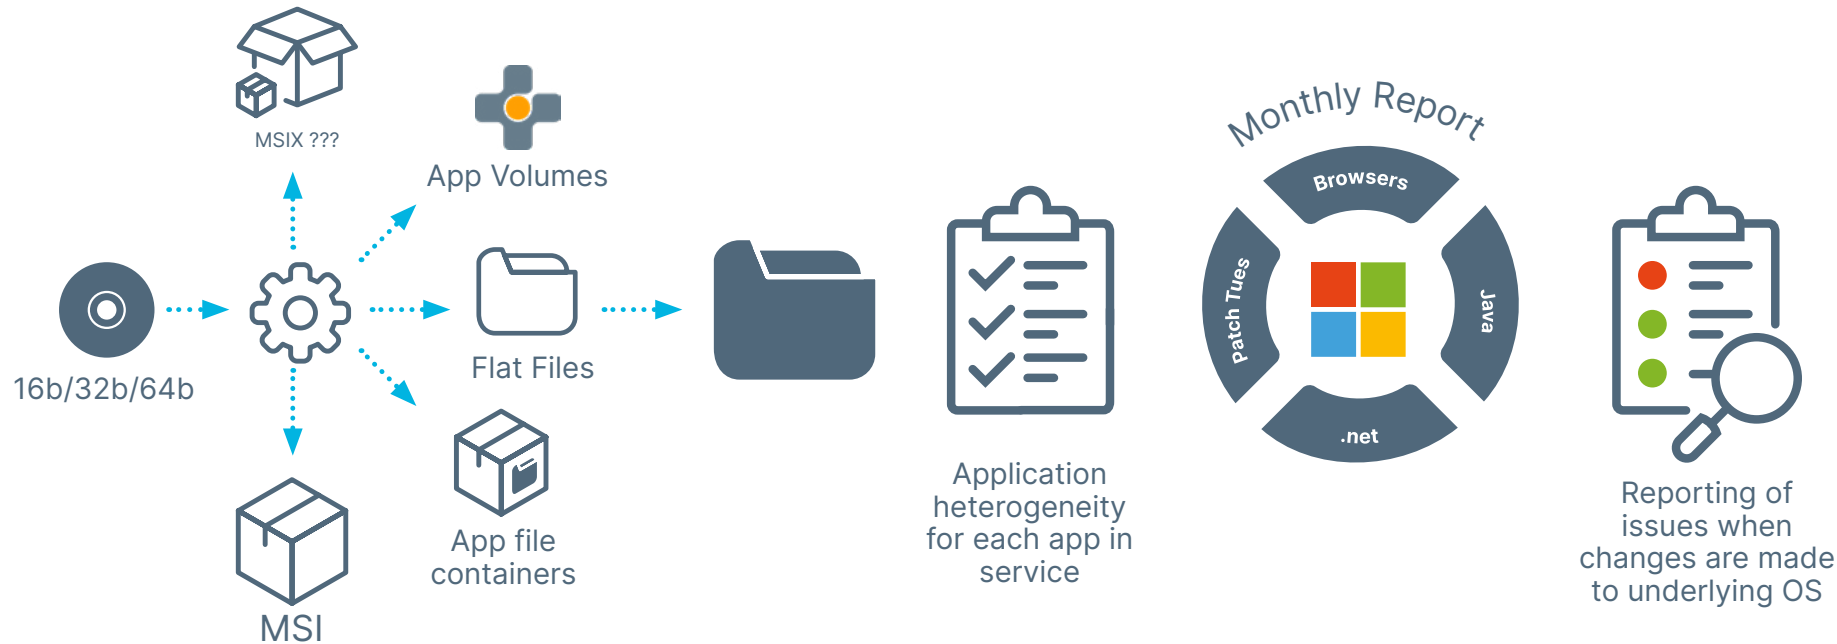 MSIX ???
App Volumes
16b/32b/64b
Flat Files
App file
containers
MSI
Application
heterogeneity
for each app in
service
Monthly Report
Browsers
Patch Tues
Java
.net
Reporting of
issues when
changes are made
to underlying OS